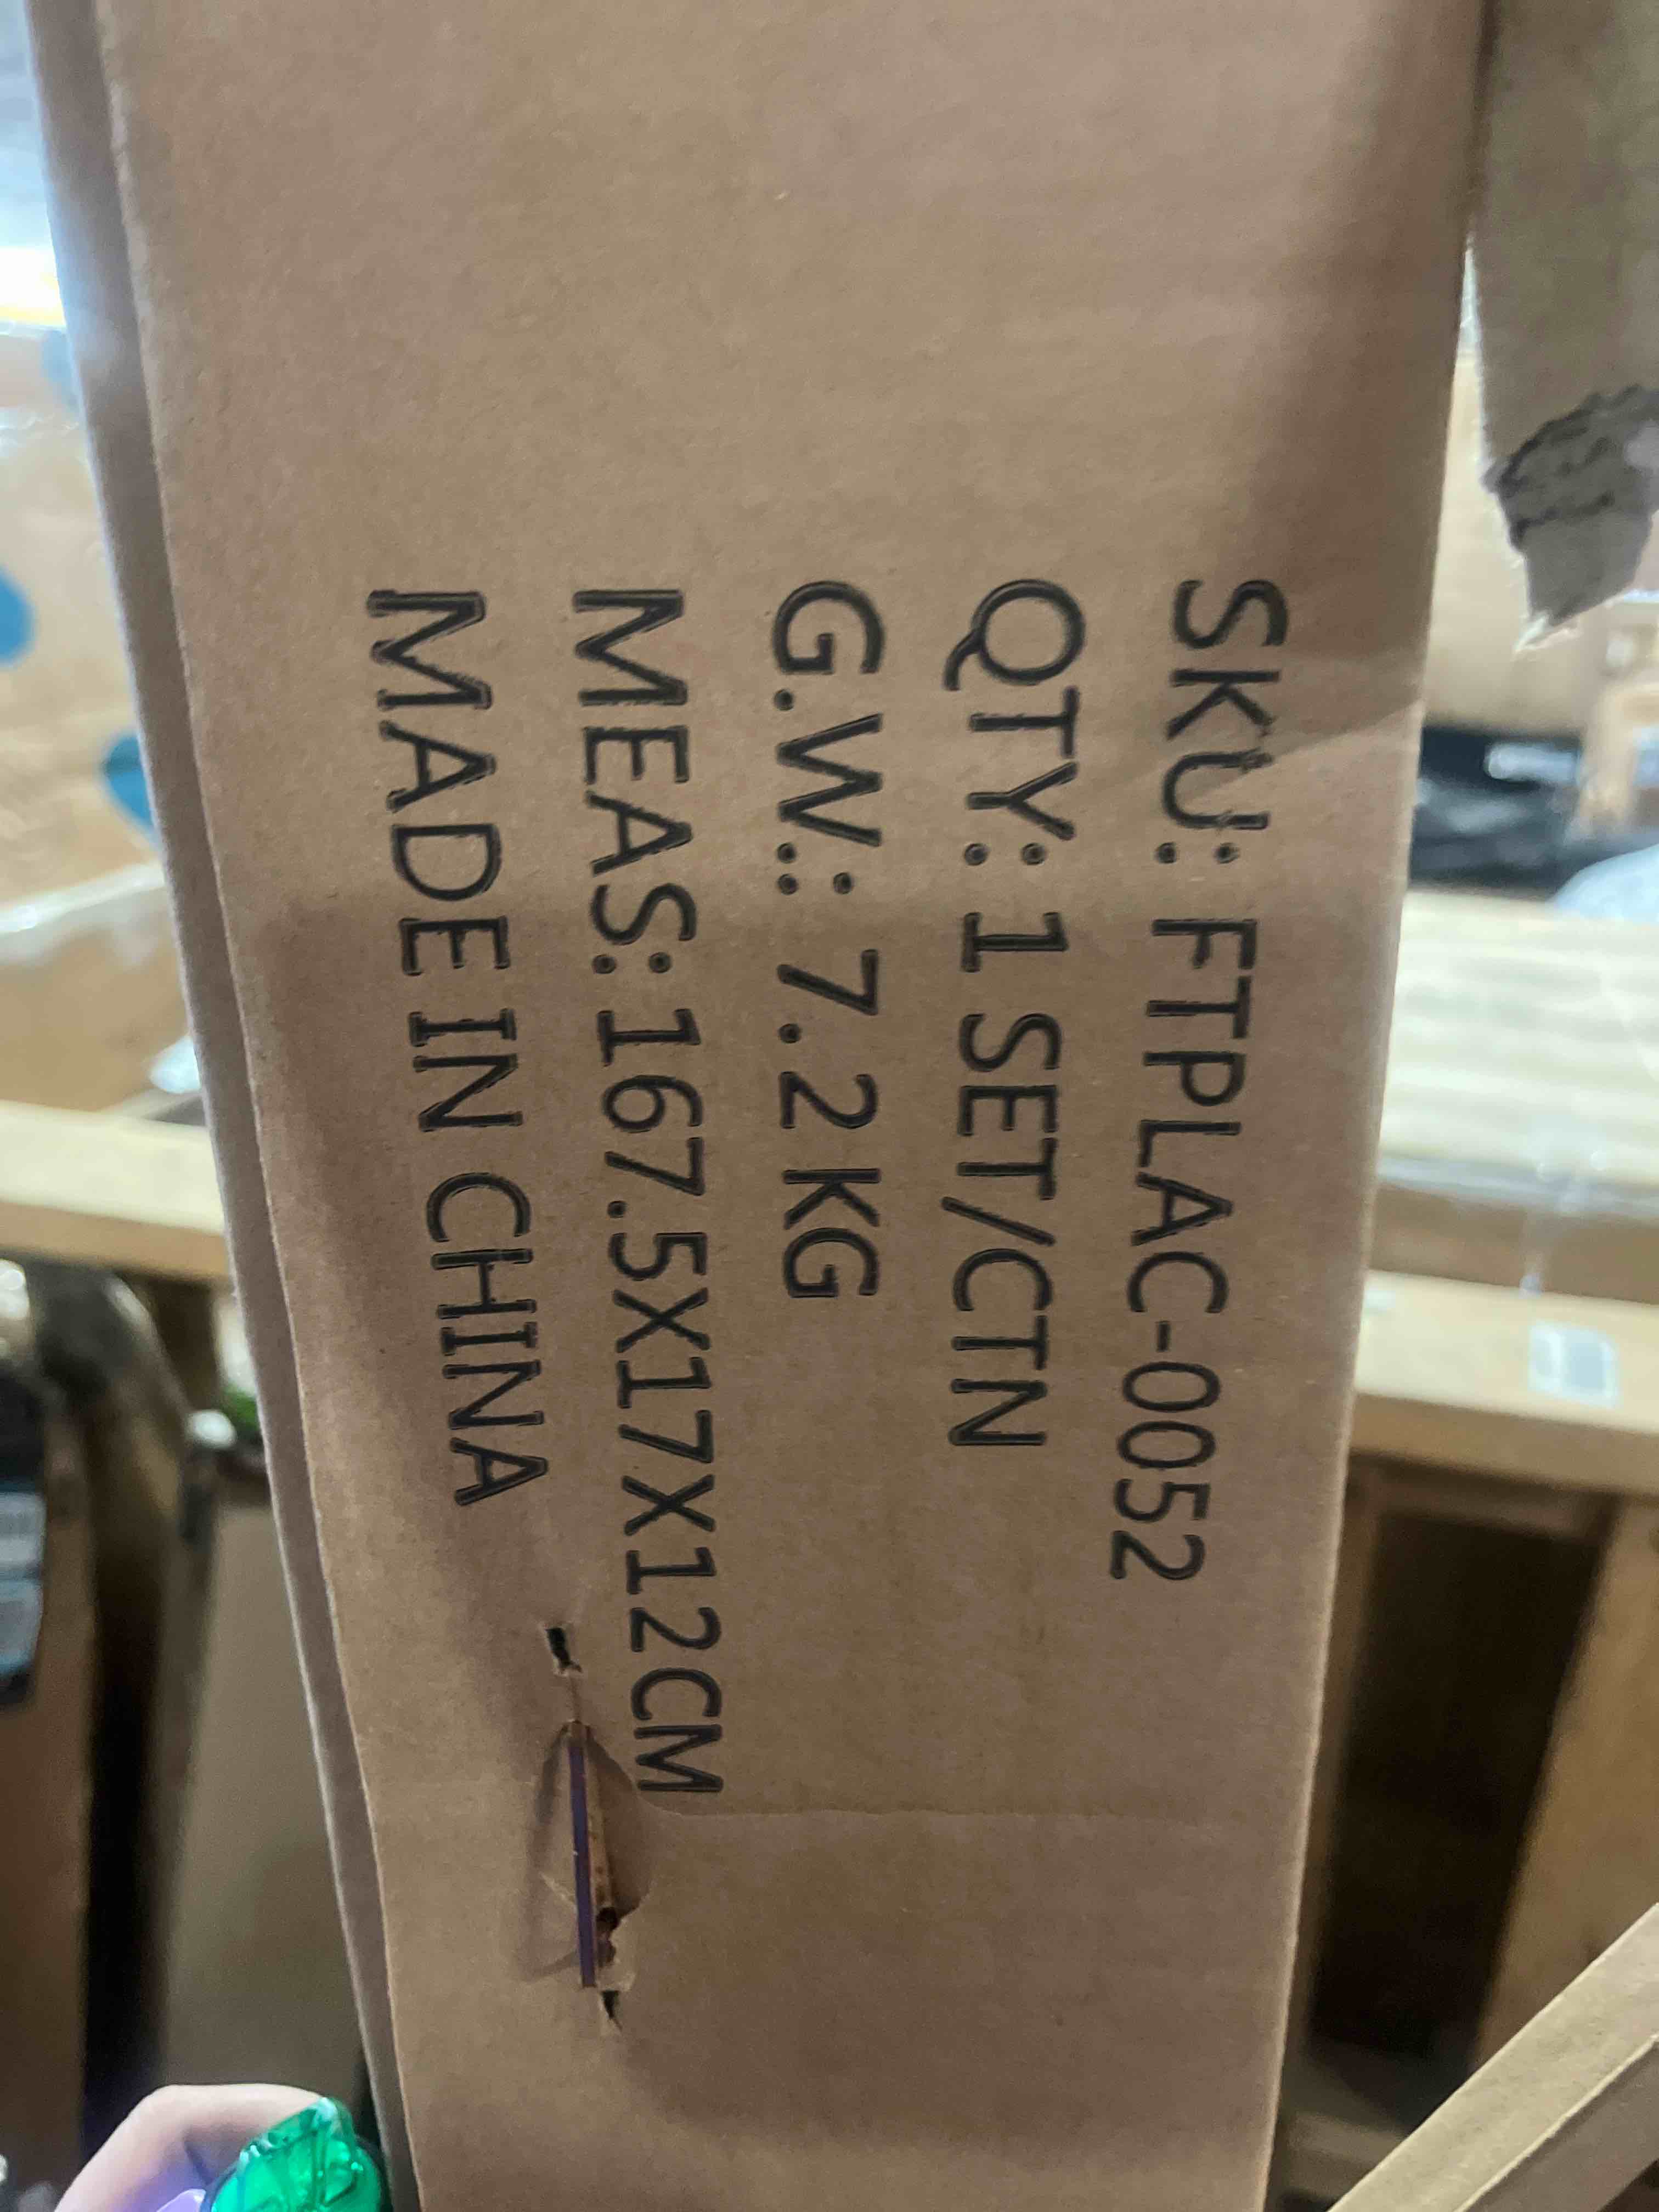 SKU: FTPLAC-0052
QTY: 1 SET/CTN
G.W.: 7.2 KG
MEAS: 167.5X17X12CM
MADE IN CHINA